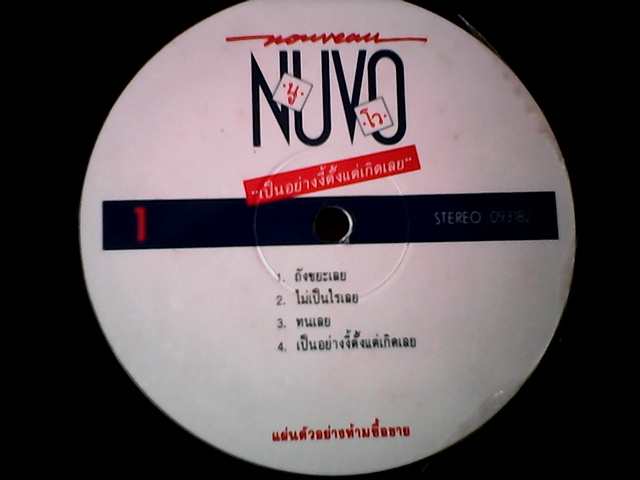 nouveau
NUVO
นู
โว
"เป็นอย่างงี้ตั้งแต่เกิดเลย"
1
STEREO
1. ถังขยะเลย
2. ไม่เป็นไรเลย
3. ทนเลย
4. เป็นอย่างงี้ตั้งแต่เกิดเลย
แผ่นตัวอย่างห้ามซื้อขาย